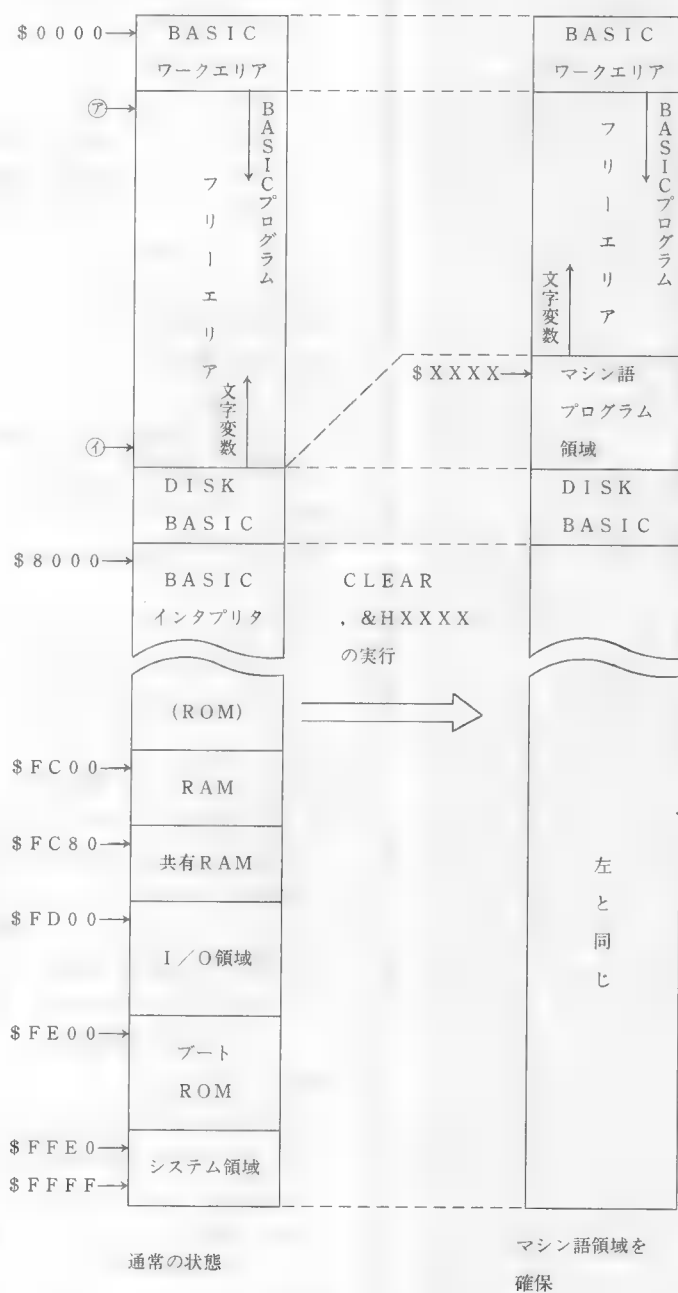 $0000→
BASIC
ワークエリア
㋐
BASICプログラム
フリーエリア
文字変数
㋑
DISK
BASIC
$8000→
BASIC
インタプリタ
(ROM)
$FC00→
RAM
$FC80→
共有RAM
$FD00→
I/O領域
$FE00→
ブート
ROM
$FFE0→
システム領域
$FFFF→
通常の状態
CLEAR
, &HXXXX
の実行
BASIC
ワークエリア
BASICプログラム
フリーエリア
文字変数
$XXXX→
マシン語
プログラム
領域
DISK
BASIC
左と同じ
マシン語領域を
確保